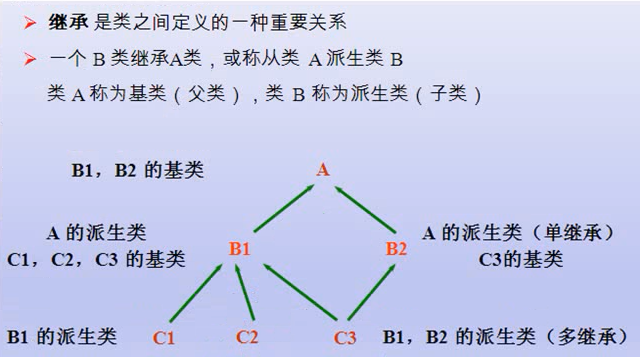 继承 是类之间定义的一种重要关系
一个 B 类继承A类，或称从类 A 派生类 B
类 A 称为基类（父类），类 B 称为派生类（子类）
B1，B2 的基类
A
A 的派生类
C1，C2，C3 的基类
B1
B2
A 的派生类（单继承）
C3的基类
B1 的派生类
C1
C2
C3
B1，B2 的派生类（多继承）